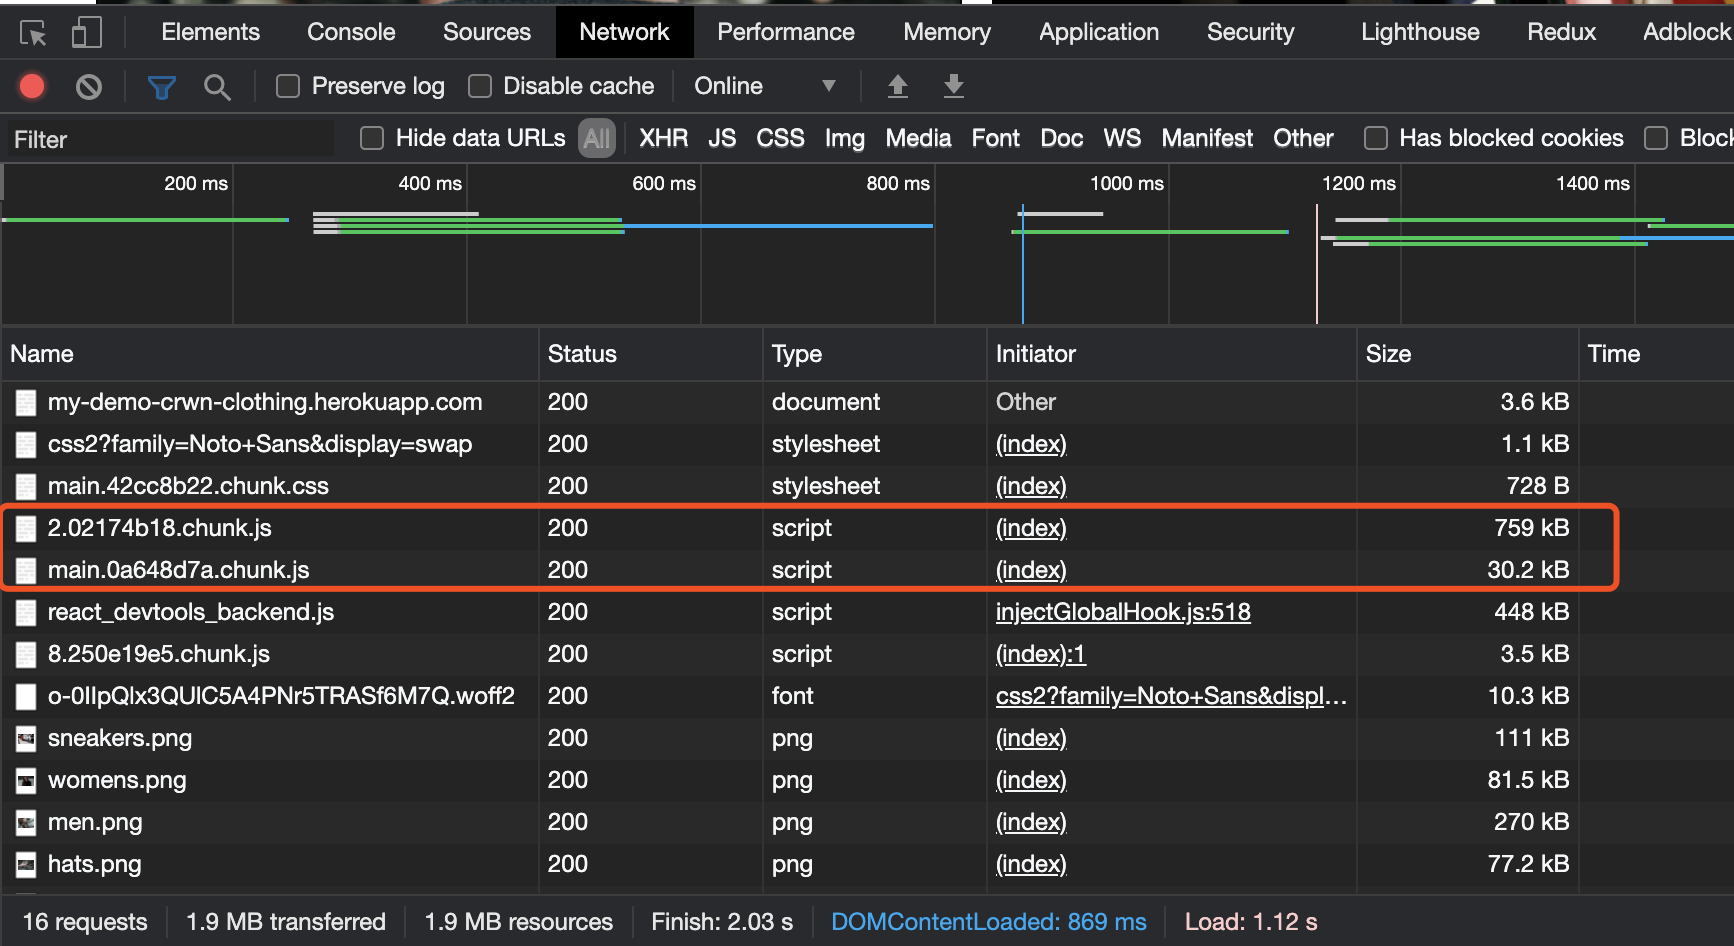 Elements Console Sources Network Performance Memory Application Security Lighthouse Redux Adblock
Preserve log Disable cache Online
Filter Hide data URLs All XHR JS CSS Img Media Font Doc WS Manifest Other Has blocked cookies Block
200 ms 400 ms 600 ms 800 ms 1000 ms 1200 ms 1400 ms
Name Status Type Initiator Size Time
my-demo-crwn-clothing.herokuapp.com 200 document Other 3.6 kB
css2?family=Noto+Sans&display=swap 200 stylesheet (index) 1.1 kB
main.42cc8b22.chunk.css 200 stylesheet (index) 728 B
2.02174b18.chunk.js 200 script (index) 759 kB
main.0a648d7a.chunk.js 200 script (index) 30.2 kB
react_devtools_backend.js 200 script injectGlobalHook.js:518 448 kB
8.250e19e5.chunk.js 200 script (index):1 3.5 kB
o-0IIpQlx3QUlC5A4PNr5TRASf6M7Q.woff2 200 font css2?family=Noto+Sans&displ… 10.3 kB
sneakers.png 200 png (index) 111 kB
womens.png 200 png (index) 81.5 kB
men.png 200 png (index) 270 kB
hats.png 200 png (index) 77.2 kB
16 requests 1.9 MB transferred 1.9 MB resources Finish: 2.03 s DOMContentLoaded: 869 ms Load: 1.12 s